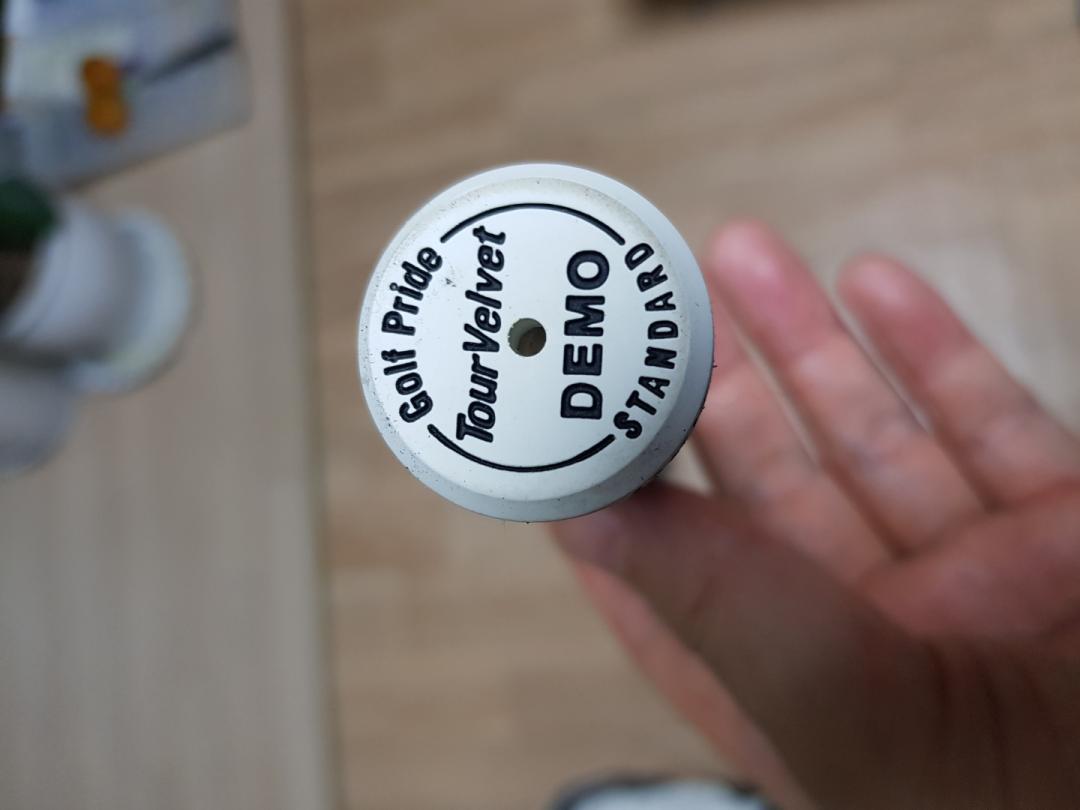 Golf Pride
TourVelvet
DEMO
STANDARD